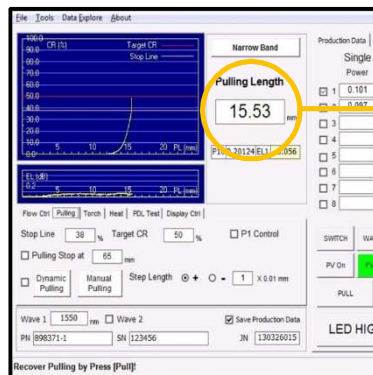 File Tools Data Explore About
100.0 CR (%) Target CR
90.0 Stop Line
80.0
70.0
60.0
50.0
40.0
30.0
20.0
10.0
0.0 5 10 15 20 PL (mm)
EL (dB)
0.2
5 10 15 20 PL (mm)
Narrow Band
Pulling Length
15.53 mm
Production Data
Single
Power
1 0.101
2 0.097
3
4
5
6
7
8
Flow Ctrl Pulling Torch Heat PDL Test Display Ctrl
Stop Line 38 % Target CR 50 % P1 Control
Pulling Stop at 65 mm
Dynamic Pulling Manual Pulling Step Length + - 1 X 0.01 mm
Wave 1 1550 nm Wave 2 Save Production Data
PN 898371-1 SN 123456 JN 130326015
SWITCH
PV On
PULL
LED HIG
Recover Pulling by Press [Pull]!